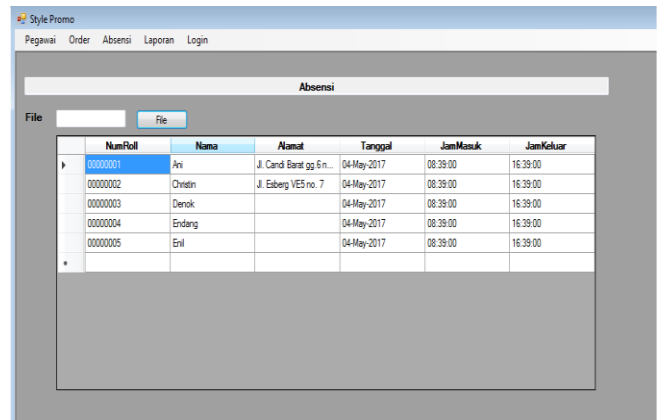 Style Promo
Pegawai Order Absensi Laporan Login
Absensi
File File
NumRoll Nama Alamat Tanggal JamMasuk JamKeluar
00000001 Ani Jl. Candi Barat gg.6 n... 04-May-2017 08:39:00 16:39:00
00000002 Christin Jl. Esberg VE5 no. 7 04-May-2017 08:39:00 16:39:00
00000003 Denok 04-May-2017 08:39:00 16:39:00
00000004 Endang 04-May-2017 08:39:00 16:39:00
00000005 Enil 04-May-2017 08:39:00 16:39:00